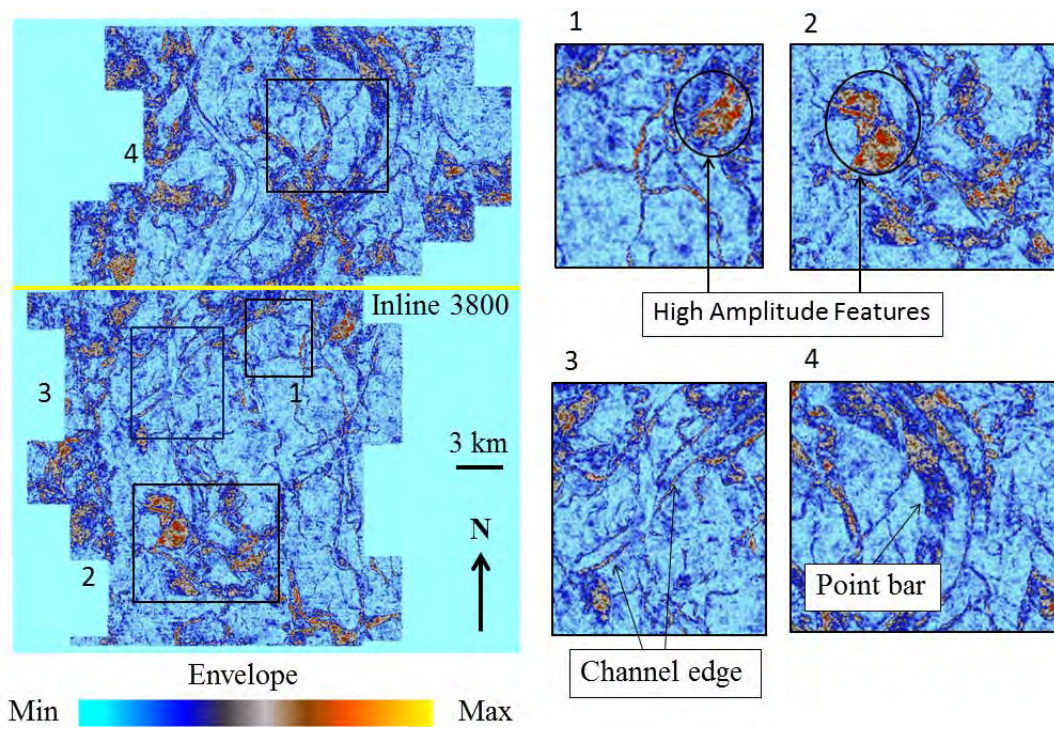 4
Inline 3800
3
1
3 km
N
2
Envelope
Min
Max
1
2
High Amplitude Features
3
4
Point bar
Channel edge